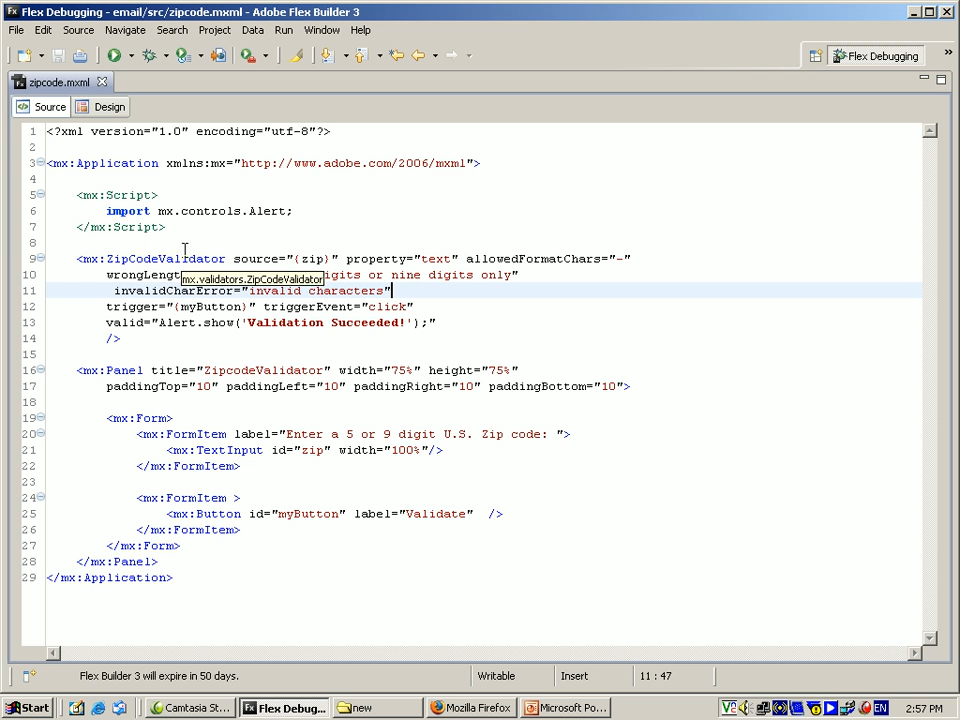 Flex Debugging - email/src/zipcode.mxml - Adobe Flex Builder 3
File Edit Source Navigate Search Project Data Run Window Help
Flex Debugging »
zipcode.mxml
Source Design
1 <?xml version="1.0" encoding="utf-8"?>
2
3 <mx:Application xmlns:mx="http://www.adobe.com/2006/mxml">
4
5 <mx:Script>
6 import mx.controls.Alert;
7 </mx:Script>
8
9 <mx:ZipCodeValidator source="{zip}" property="text" allowedFormatChars="-"
10 wrongLengt mx.validators.ZipCodeValidator igits or nine digits only"
11 invalidCharError="invalid characters"
12 trigger="{myButton}" triggerEvent="click"
13 valid="Alert.show('Validation Succeeded!');"
14 />
15
16 <mx:Panel title="ZipcodeValidator" width="75%" height="75%"
17 paddingTop="10" paddingLeft="10" paddingRight="10" paddingBottom="10">
18
19 <mx:Form>
20 <mx:FormItem label="Enter a 5 or 9 digit U.S. Zip code: ">
21 <mx:TextInput id="zip" width="100%"/>
22 </mx:FormItem>
23
24 <mx:FormItem >
25 <mx:Button id="myButton" label="Validate" />
26 </mx:FormItem>
27 </mx:Form>
28 </mx:Panel>
29 </mx:Application>
Flex Builder 3 will expire in 50 days. Writable Insert 11 : 47
Start Camtasia St... Flex Debug... new Mozilla Firefox Microsoft Po... EN 2:57 PM